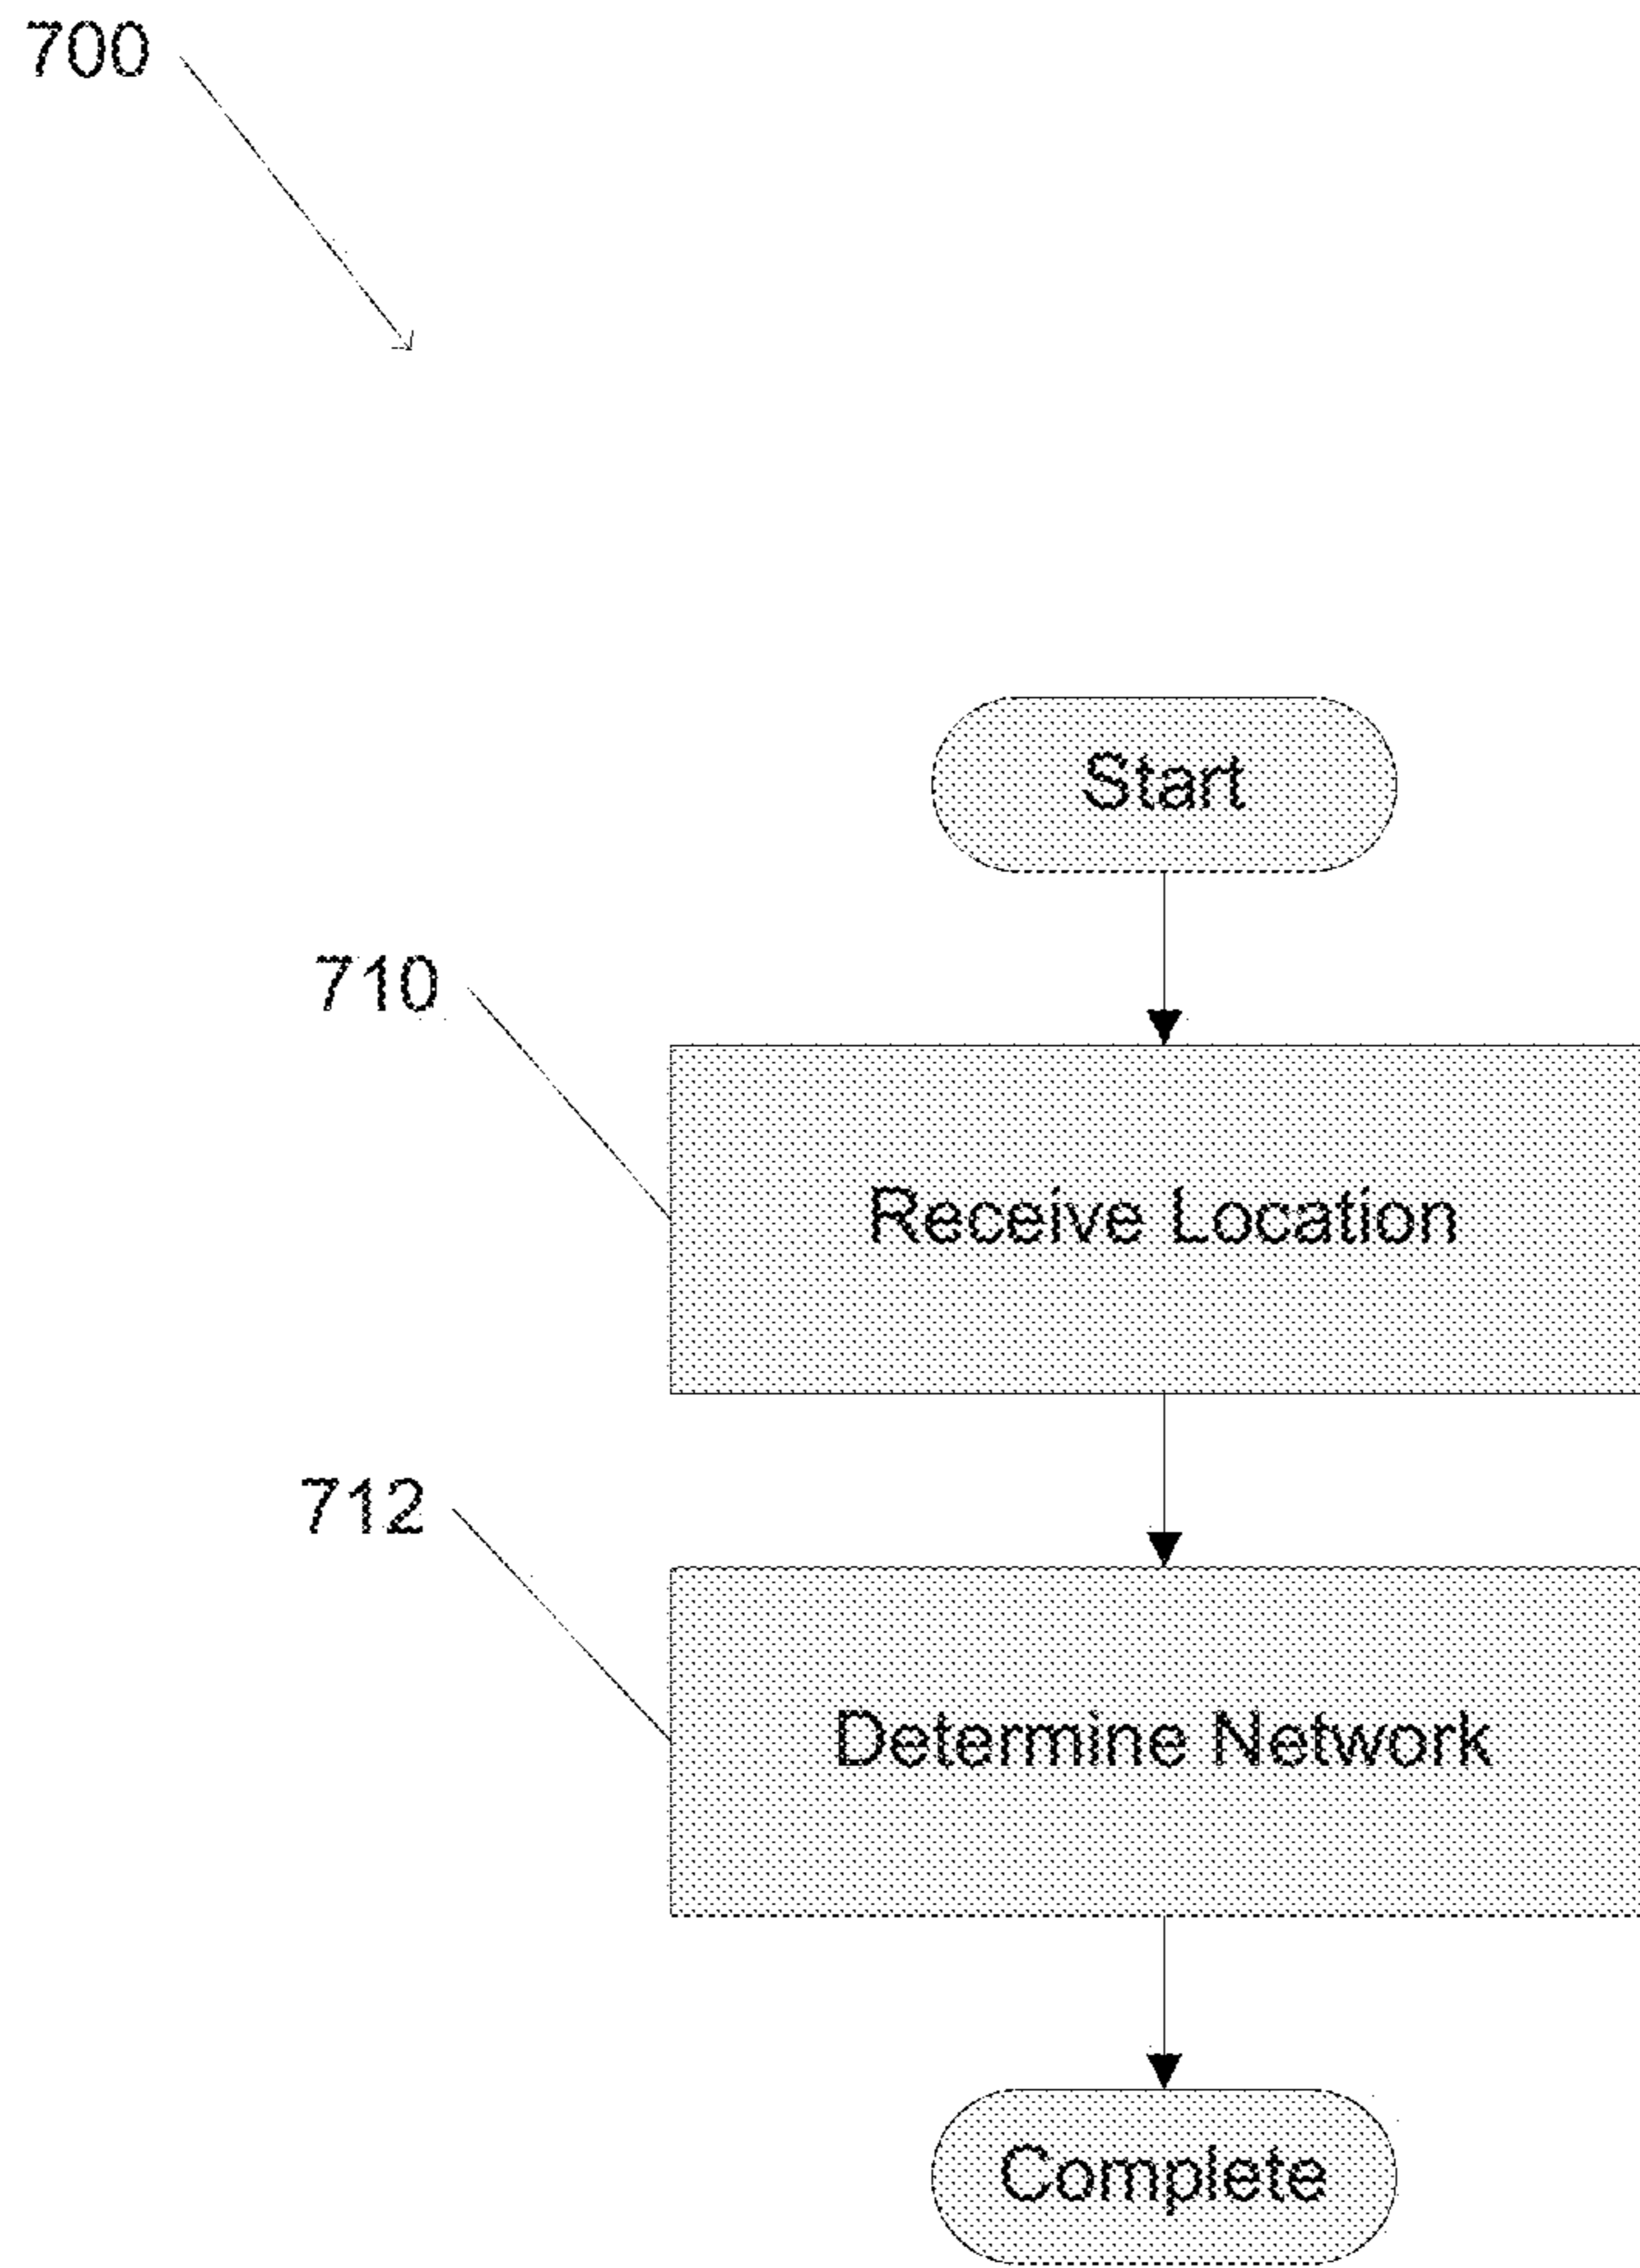 700
Start
710
Receive Location
712
Determine Network
Complete